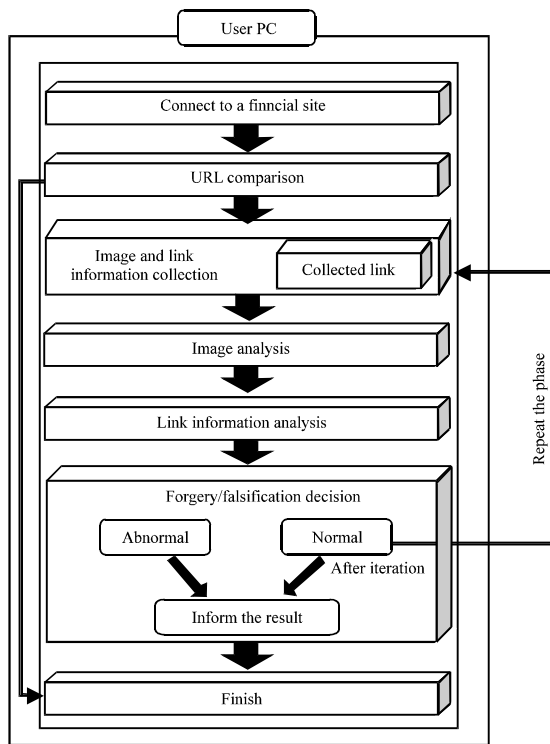 User PC
Connect to a finncial site
URL comparison
Image and link
information collection
Collected link
Image analysis
Link information analysis
Forgery/falsification decision
Abnormal
Normal
After iteration
Inform the result
Finish
Repeat the phase